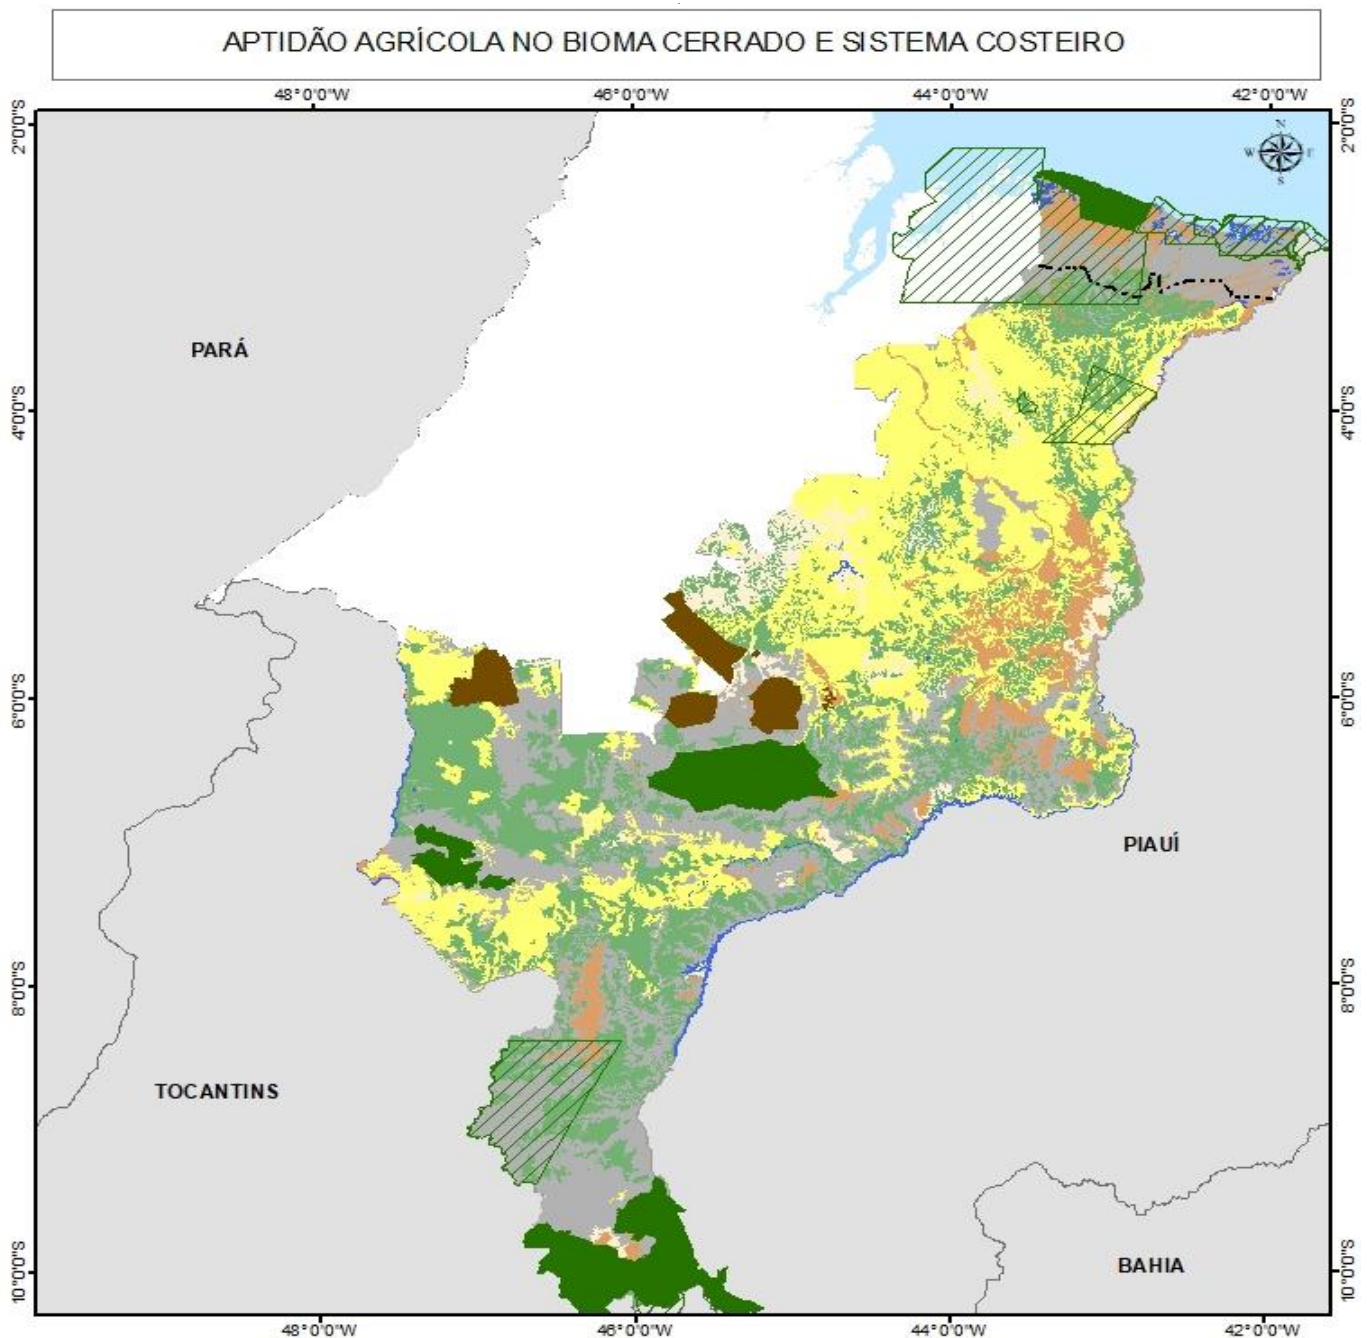 APTIDÃO AGRÍCOLA NO BIOMA CERRADO E SISTEMA COSTEIRO
48°0'0"W 46°0'0"W 44°0'0"W 42°0'0"W
2°0'0"S 2°0'0"S
N
W E
S
PARÁ
4°0'0"S 4°0'0"S
6°0'0"S 6°0'0"S
PIAUÍ
8°0'0"S 8°0'0"S
TOCANTINS
BAHIA
10°0'0"S 10°0'0"S
48°0'0"W 46°0'0"W 44°0'0"W 42°0'0"W